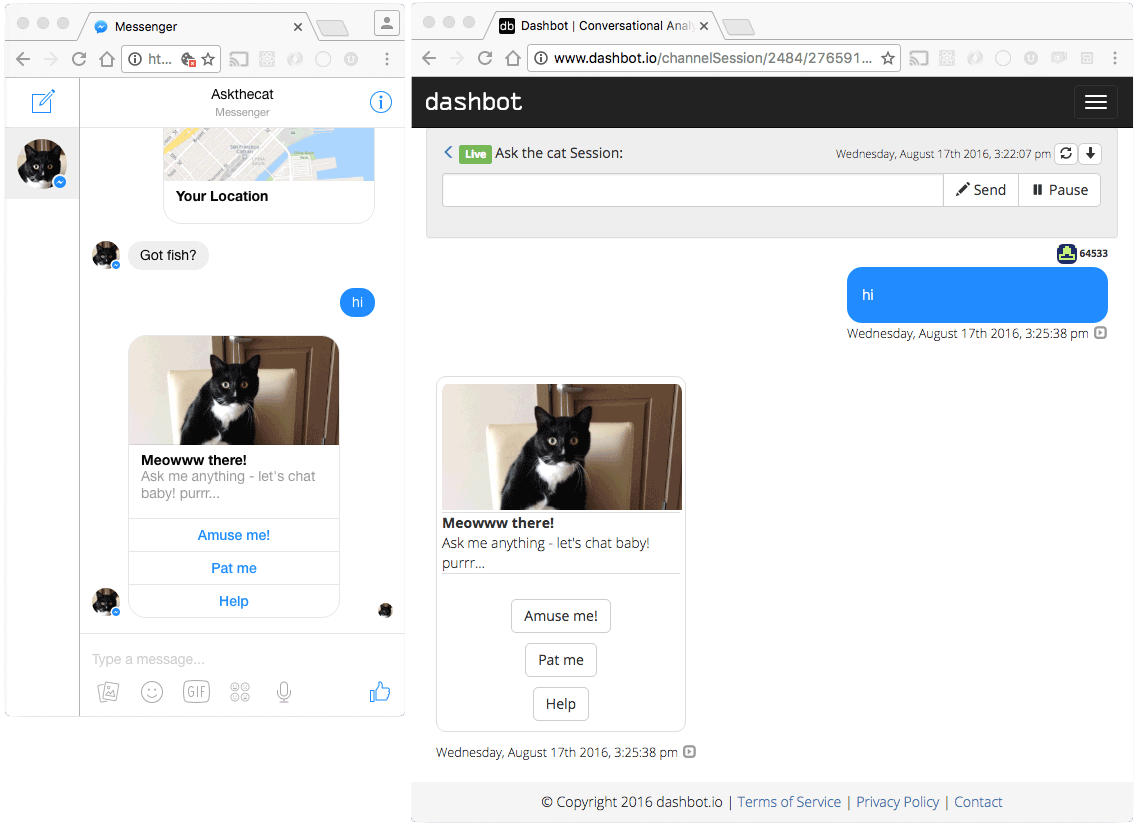 Messenger
ht...
Askthecat
Messenger
Your Location
Got fish?
hi
Meowww there!
Ask me anything - let's chat
baby! purrr...
Amuse me!
Pat me
Help
Type a message...
GIF
db Dashbot | Conversational Anal
www.dashbot.io/channelSession/2484/276591...
dashbot
Live Ask the cat Session:
Wednesday, August 17th 2016, 3:22:07 pm
Send
Pause
64533
hi
Wednesday, August 17th 2016, 3:25:38 pm
Meowww there!
Ask me anything - let's chat baby!
purrr...
Amuse me!
Pat me
Help
Wednesday, August 17th 2016, 3:25:38 pm
© Copyright 2016 dashbot.io | Terms of Service | Privacy Policy | Contact